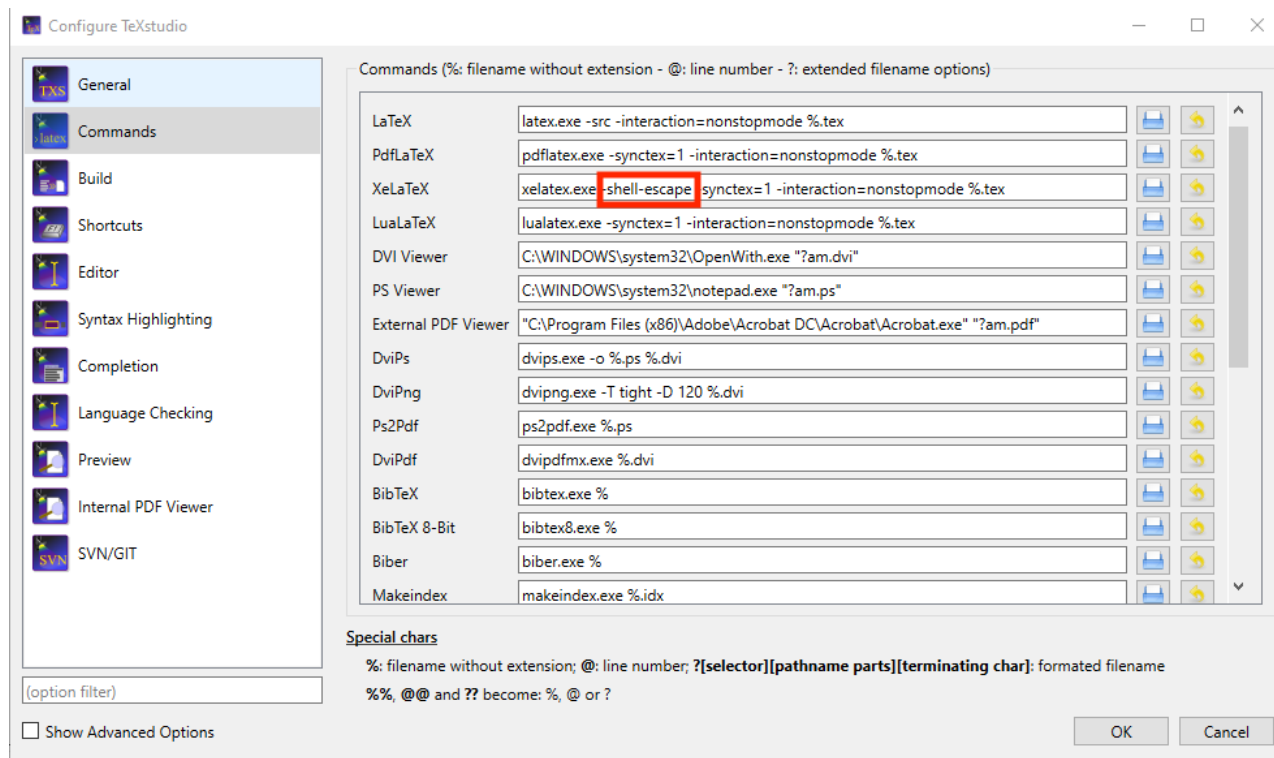 Configure TeXstudio
General
Commands
Build
Shortcuts
Editor
Syntax Highlighting
Completion
Language Checking
Preview
Internal PDF Viewer
SVN/GIT
(option filter)
Show Advanced Options
Commands (%: filename without extension - @: line number - ?: extended filename options)
LaTeX latex.exe -src -interaction=nonstopmode %.tex
PdfLaTeX pdflatex.exe -synctex=1 -interaction=nonstopmode %.tex
XeLaTeX xelatex.exe -shell-escape -synctex=1 -interaction=nonstopmode %.tex
LuaLaTeX lualatex.exe -synctex=1 -interaction=nonstopmode %.tex
DVI Viewer C:\WINDOWS\system32\OpenWith.exe "?am.dvi"
PS Viewer C:\WINDOWS\system32\notepad.exe "?am.ps"
External PDF Viewer "C:\Program Files (x86)\Adobe\Acrobat DC\Acrobat\Acrobat.exe" "?am.pdf"
DviPs dvips.exe -o %.ps %.dvi
DviPng dvipng.exe -T tight -D 120 %.dvi
Ps2Pdf ps2pdf.exe %.ps
DviPdf dvipdfmx.exe %.dvi
BibTeX bibtex.exe %
BibTeX 8-Bit bibtex8.exe %
Biber biber.exe %
Makeindex makeindex.exe %.idx
Special chars
%: filename without extension; @: line number; ?[selector][pathname parts][terminating char]: formated filename
%%, @@ and ?? become: %, @ or ?
OK Cancel